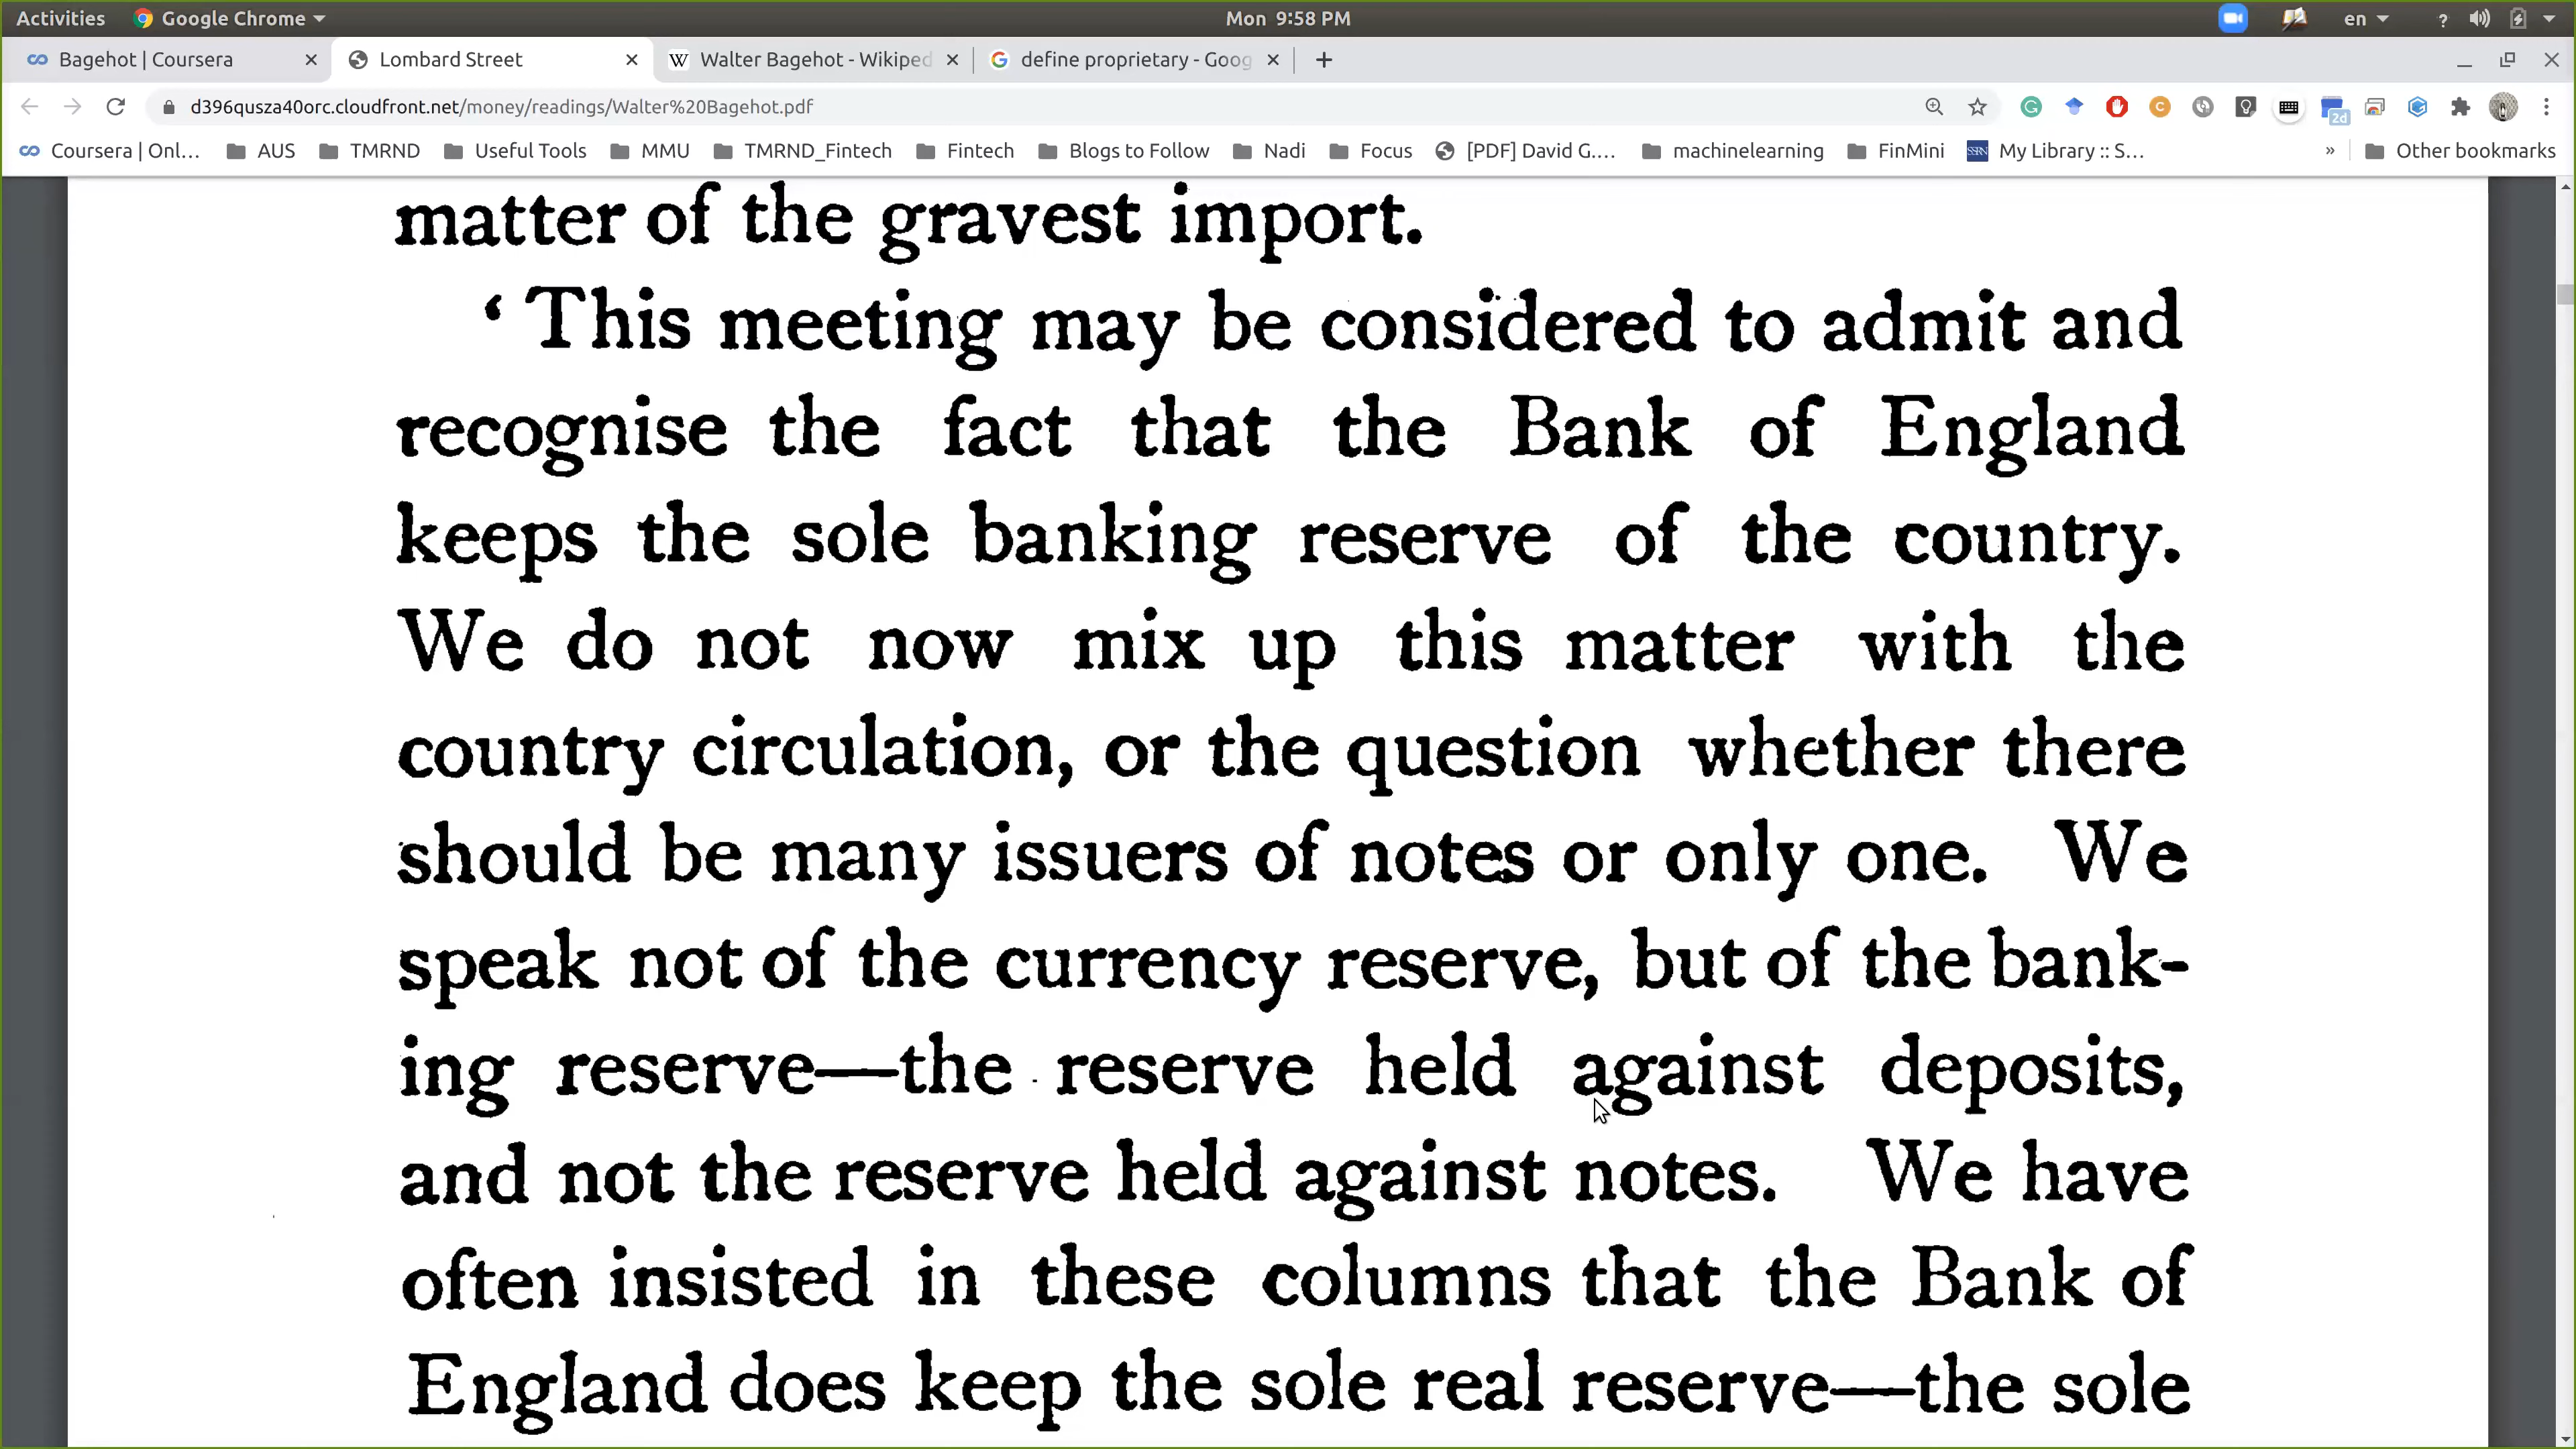 Activities Google Chrome Mon 9:58 PM en ?
Bagehot | Coursera Lombard Street W Walter Bagehot - Wikiped define proprietary - Goog
d396qusza40orc.cloudfront.net/money/readings/Walter%20Bagehot.pdf 2d
Coursera | Onl... AUS TMRND Useful Tools MMU TMRND_Fintech Fintech Blogs to Follow Nadi Focus [PDF] David G.... machinelearning FinMini SSRN My Library :: S... » Other bookmarks
matter of the gravest import.
‘ This meeting may be considered to admit and
recognise the fact that the Bank of England
keeps the sole banking reserve of the country.
We do not now mix up this matter with the
country circulation, or the question whether there
should be many issuers of notes or only one. We
speak not of the currency reserve, but of the bank-
ing reserve—the reserve held against deposits,
and not the reserve held against notes. We have
often insisted in these columns that the Bank of
England does keep the sole real reserve—the sole